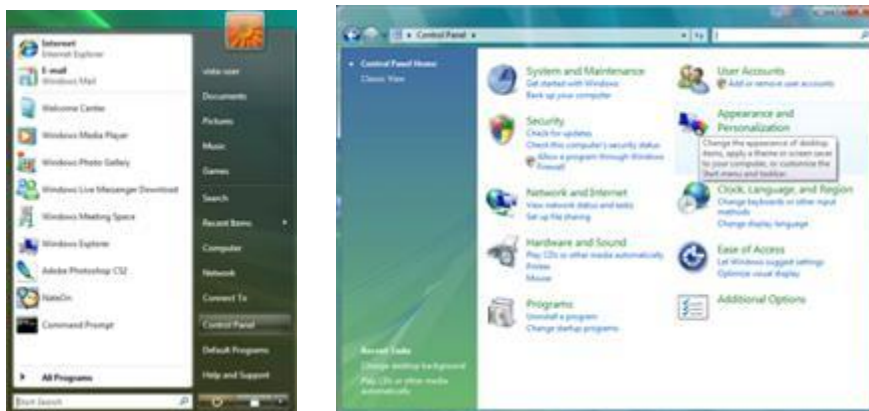 Internet
Internet Explorer
E-mail
Windows Mail
Welcome Center
Windows Media Player
Windows Photo Gallery
Windows Live Messenger Download
Windows Meeting Space
Windows Explorer
Adobe Photoshop CS2
NateOn
Command Prompt
All Programs
Start Search
vista-user
Documents
Pictures
Music
Games
Search
Recent Items
Computer
Network
Connect To
Control Panel
Default Programs
Help and Support
Control Panel
Control Panel Home
Classic View
Recent Tasks
Change desktop background
Play CDs or other media
automatically
System and Maintenance
Get started with Windows
Back up your computer
Security
Check for updates
Check this computer's security status
Allow a program through Windows
Firewall
Network and Internet
View network status and tasks
Set up file sharing
Hardware and Sound
Play CDs or other media automatically
Printer
Mouse
Programs
Uninstall a program
Change startup programs
User Accounts
Add or remove user accounts
Appearance and
Personalization
Change the appearance of desktop
items, apply a theme or screen saver
to your computer, or customize the
Start menu and taskbar.
Clock, Language, and Region
Change keyboards or other input
methods
Change display language
Ease of Access
Let Windows suggest settings
Optimize visual display
Additional Options